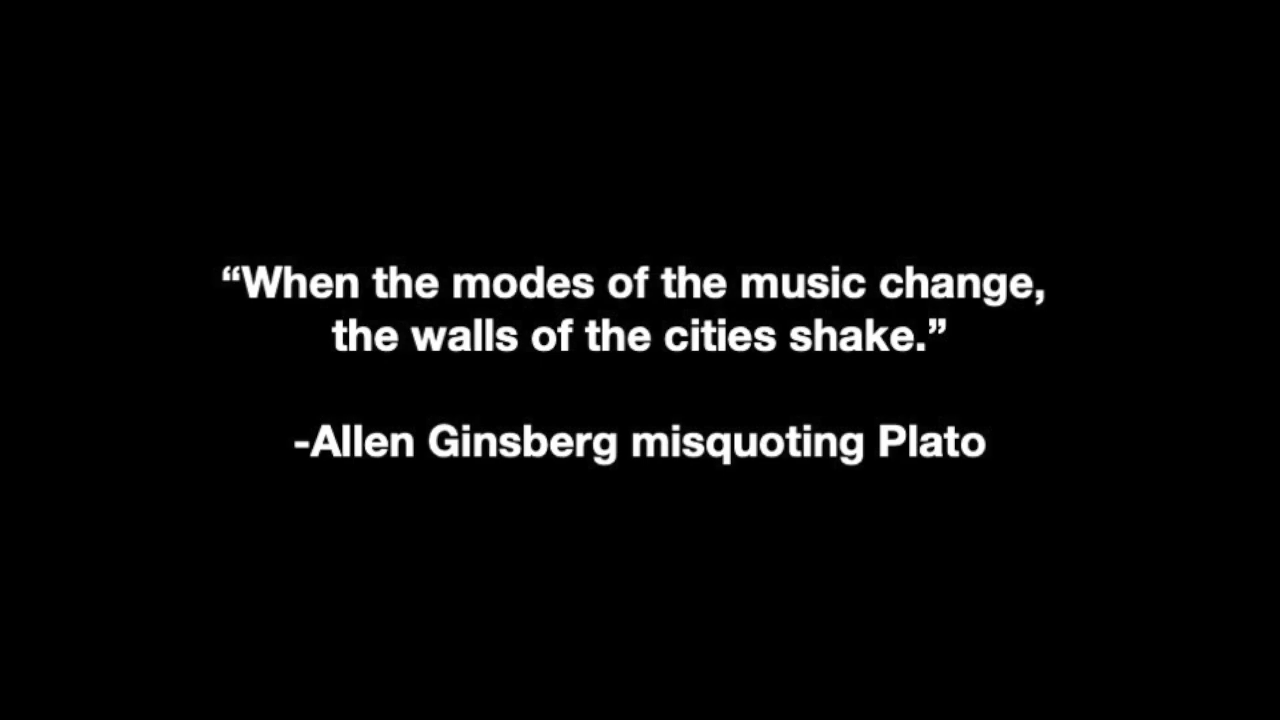 “When the modes of the music change,
the walls of the cities shake.”
-Allen Ginsberg misquoting Plato